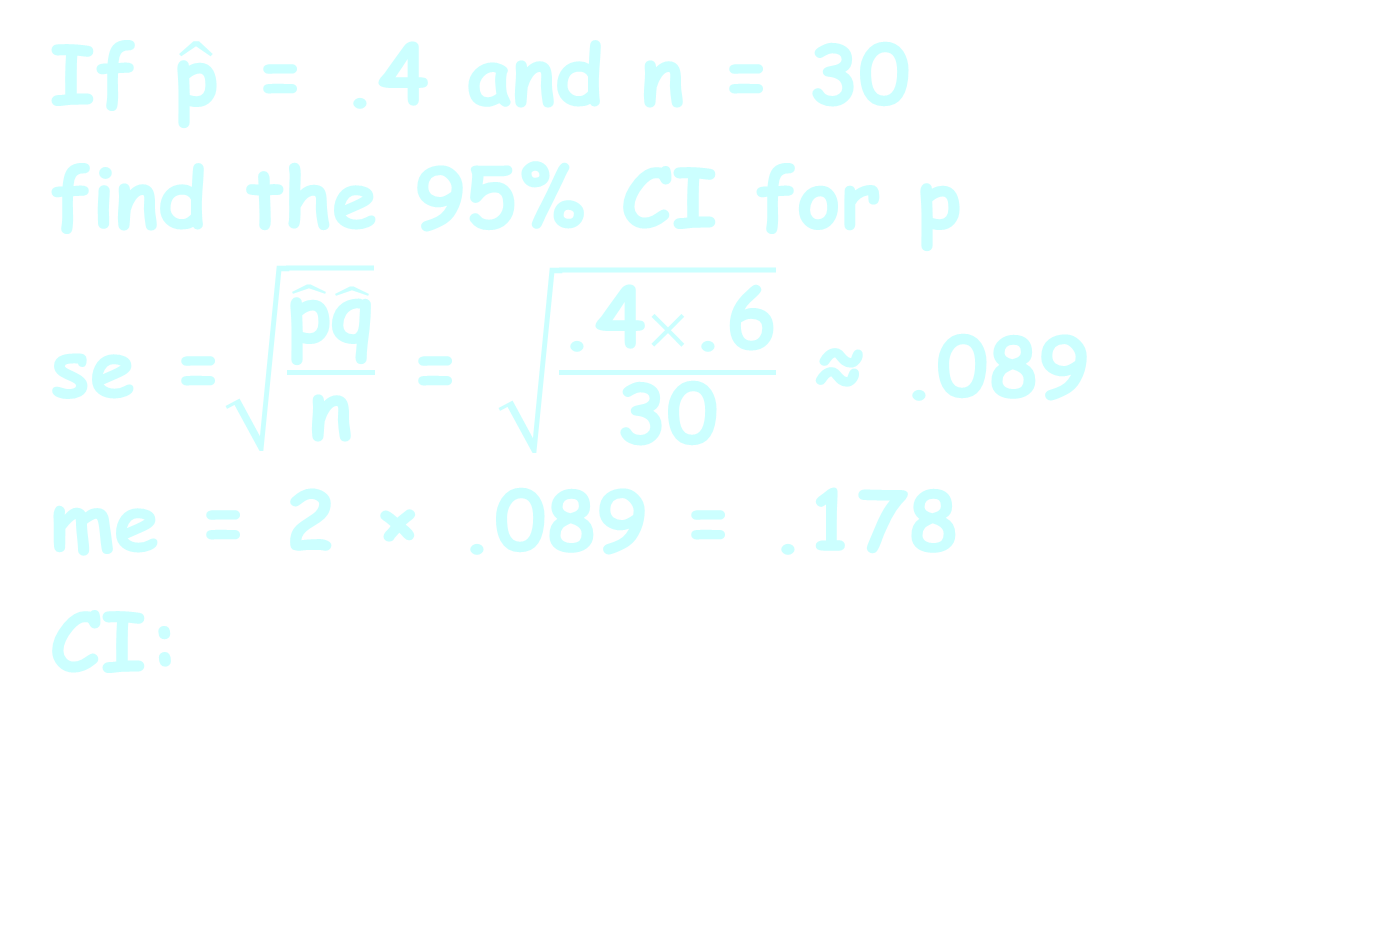 If p̂ = .4 and n = 30
find the 95% CI for p
se = √(p̂q̂/n) = √(.4×.6/30) ≈ .089
me = 2 × .089 = .178
CI: